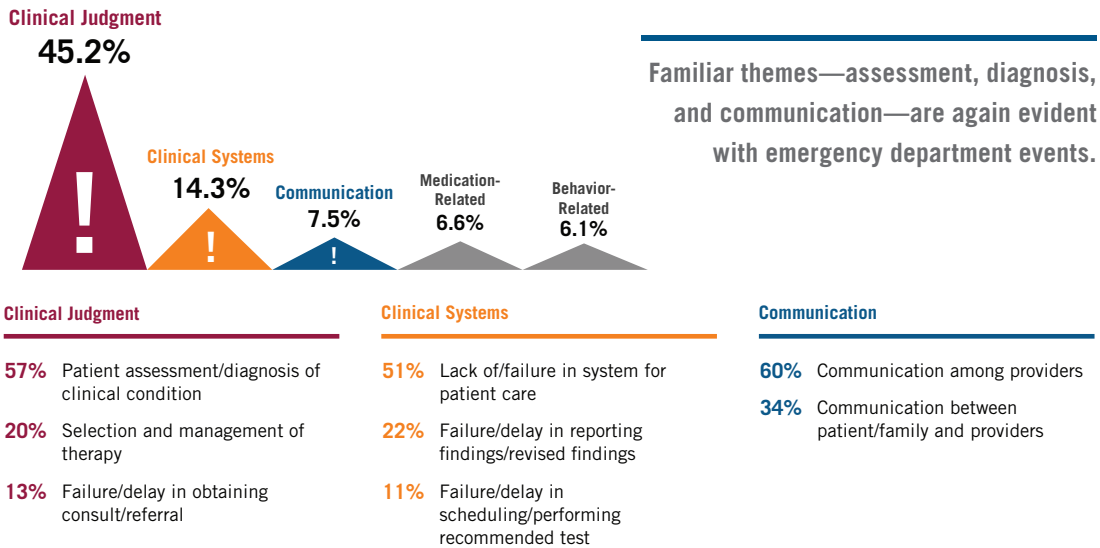 Clinical Judgment
45.2%
Familiar themes—assessment, diagnosis,
and communication—are again evident
with emergency department events.
!
Clinical Systems
14.3%
!
Communication
7.5%
!
Medication-
Related
6.6%
Behavior-
Related
6.1%
Clinical Judgment
57% Patient assessment/diagnosis of
clinical condition
20% Selection and management of
therapy
13% Failure/delay in obtaining
consult/referral
Clinical Systems
51% Lack of/failure in system for
patient care
22% Failure/delay in reporting
findings/revised findings
11% Failure/delay in
scheduling/performing
recommended test
Communication
60% Communication among providers
34% Communication between
patient/family and providers